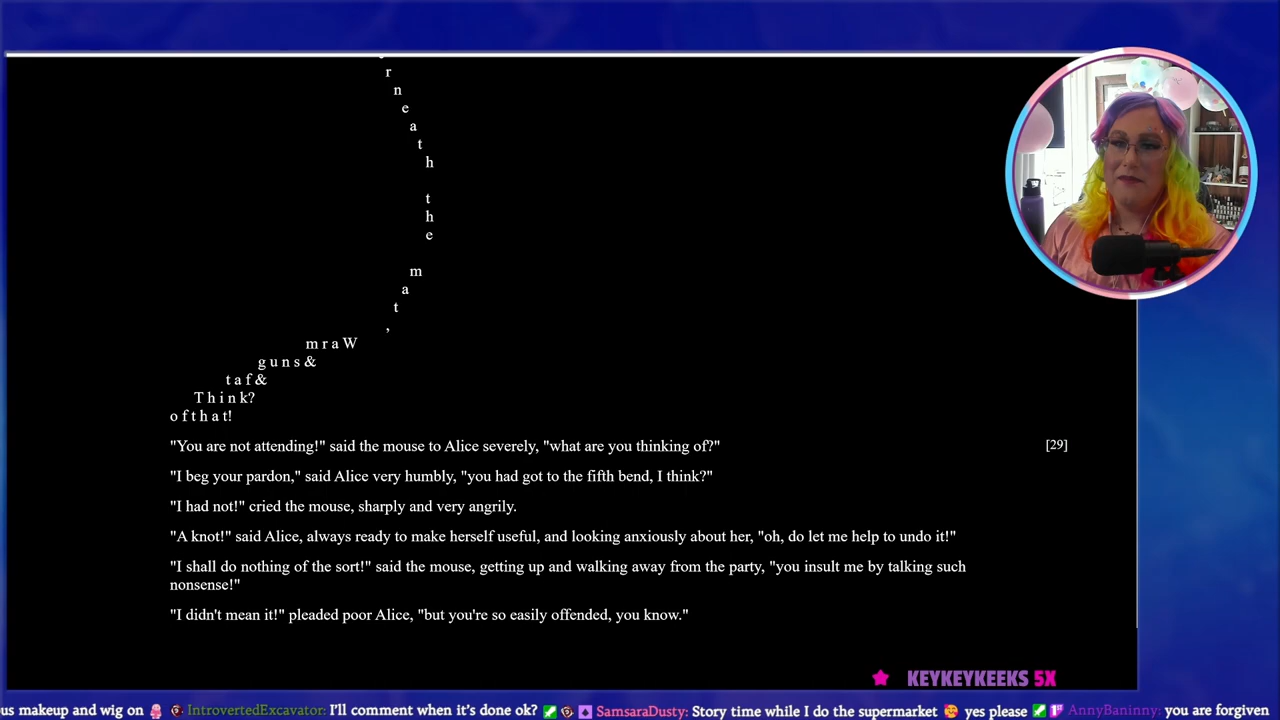 r
n
e
a
t
h
t
h
e
m
a
t
,
m r a W
g u n s &
t a f &
T h i n k?
o f t h a t!
"You are not attending!" said the mouse to Alice severely, "what are you thinking of?"
[29]
"I beg your pardon," said Alice very humbly, "you had got to the fifth bend, I think?"
"I had not!" cried the mouse, sharply and very angrily.
"A knot!" said Alice, always ready to make herself useful, and looking anxiously about her, "oh, do let me help to undo it!"
"I shall do nothing of the sort!" said the mouse, getting up and walking away from the party, "you insult me by talking such
nonsense!"
"I didn't mean it!" pleaded poor Alice, "but you're so easily offended, you know."
KEYKEYKEEKS 5X
us makeup and wig on IntrovertedExcavator: I'll comment when it's done ok? SamsaraDusty: Story time while I do the supermarket yes please AnnyBaninny: you are forgiven